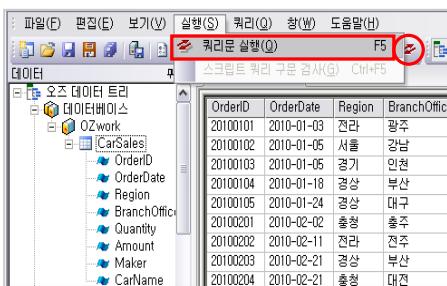 파일(F) 편집(E) 보기(V) 실행(S) 쿼리(Q) 창(W) 도움말(H)
쿼리문 실행(Q) F5
스크립트 쿼리 구문 검사(G) Ctrl+F5
데이터
오즈 데이터 트리
데이터베이스
OZwork
CarSales
OrderID
OrderDate
Region
BranchOffic
Quantity
Amount
Maker
CarName
OrderID OrderDate Region BranchOffic
20100101 2010-01-03 전라 광주
20100102 2010-01-05 서울 강남
20100103 2010-01-05 경기 인천
20100104 2010-01-18 경상 부산
20100105 2010-01-24 경상 대구
20100201 2010-02-02 충청 충주
20100202 2010-02-11 전라 전주
20100203 2010-02-21 경상 부산
20100204 2010-02-21 충청 대전